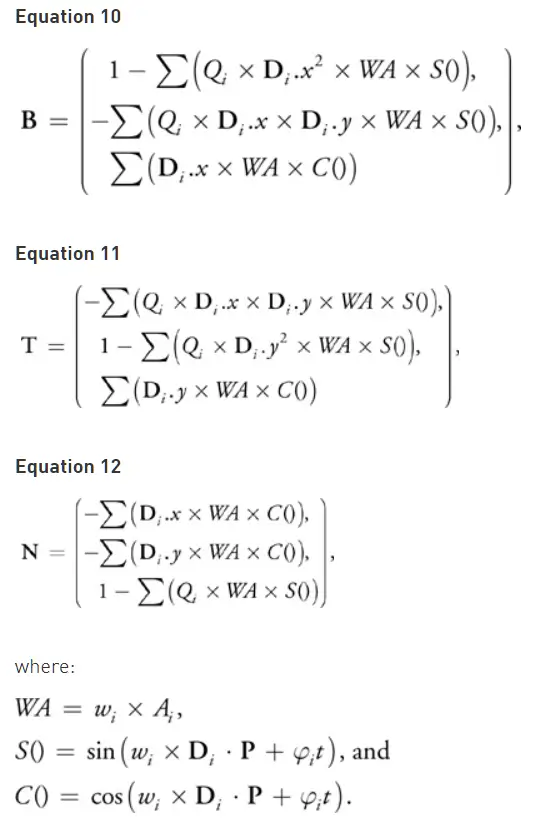 Equation 10
1 − ∑(Qᵢ × Dᵢ.x² × WA × S()),
B = −∑(Qᵢ × Dᵢ.x × Dᵢ.y × WA × S()), ,
∑(Dᵢ.x × WA × C())
Equation 11
−∑(Qᵢ × Dᵢ.x × Dᵢ.y × WA × S()),
T = 1 − ∑(Qᵢ × Dᵢ.y² × WA × S()), ,
∑(Dᵢ.y × WA × C())
Equation 12
−∑(Dᵢ.x × WA × C()),
N = −∑(Dᵢ.y × WA × C()), ,
1 − ∑(Qᵢ × WA × S())
where:
WA = wᵢ × Aᵢ,
S() = sin(wᵢ × Dᵢ · P + φᵢt), and
C() = cos(wᵢ × Dᵢ · P + φᵢt).